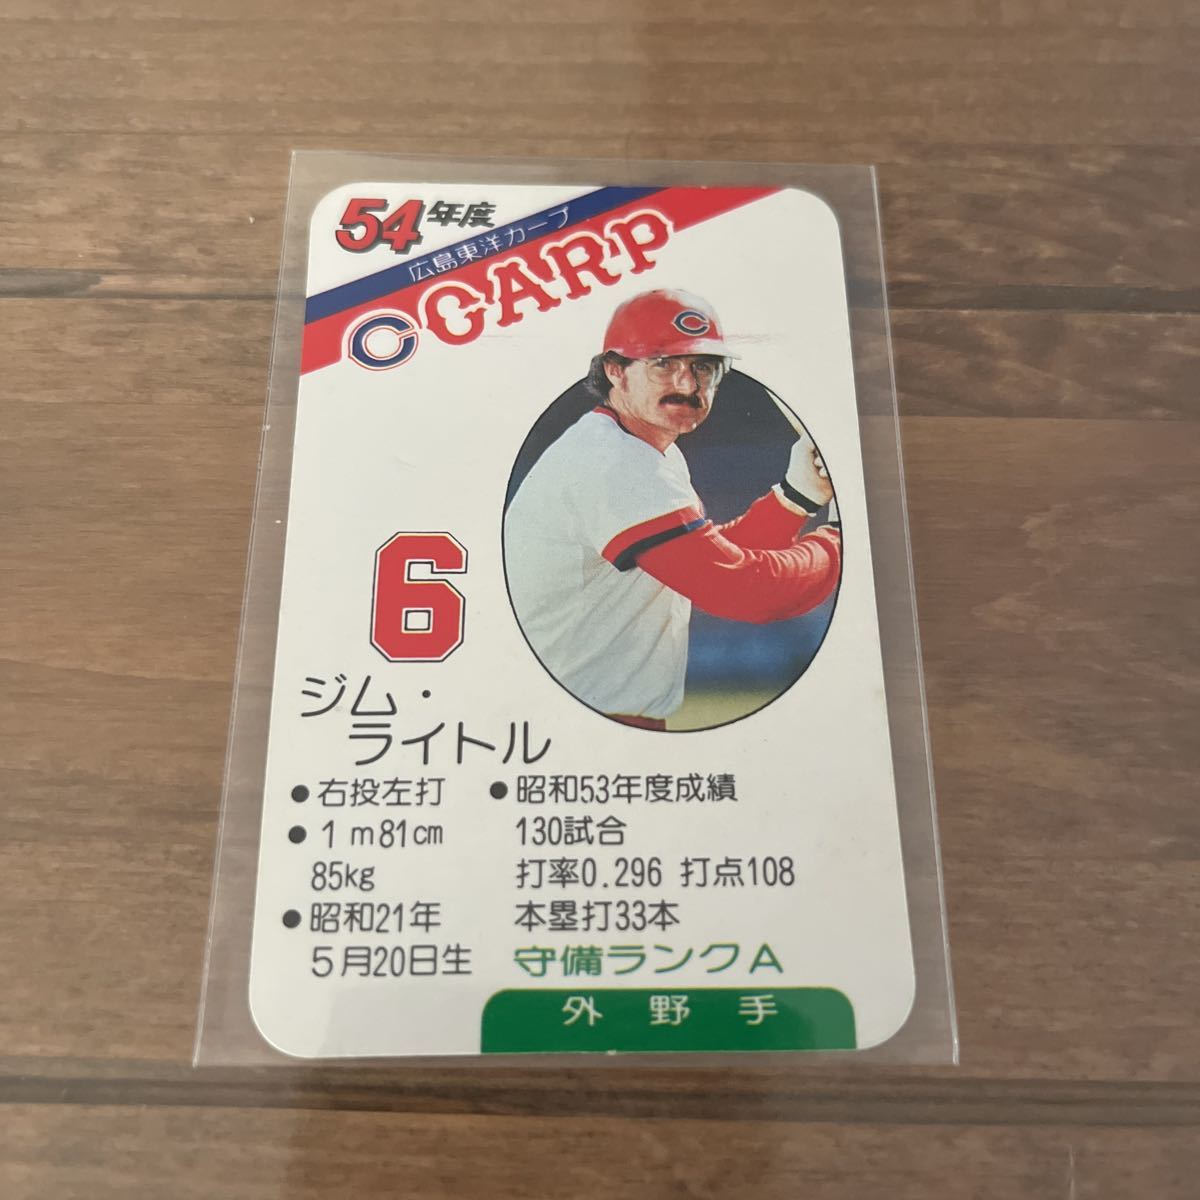 54年度
広島東洋カープ
C CARP
C
6
ジム・
ライトル
●右投左打
●1m81cm
85kg
●昭和21年
5月20日生
●昭和53年度成績
130試合
打率0.296 打点108
本塁打33本
守備ランクA
外野手